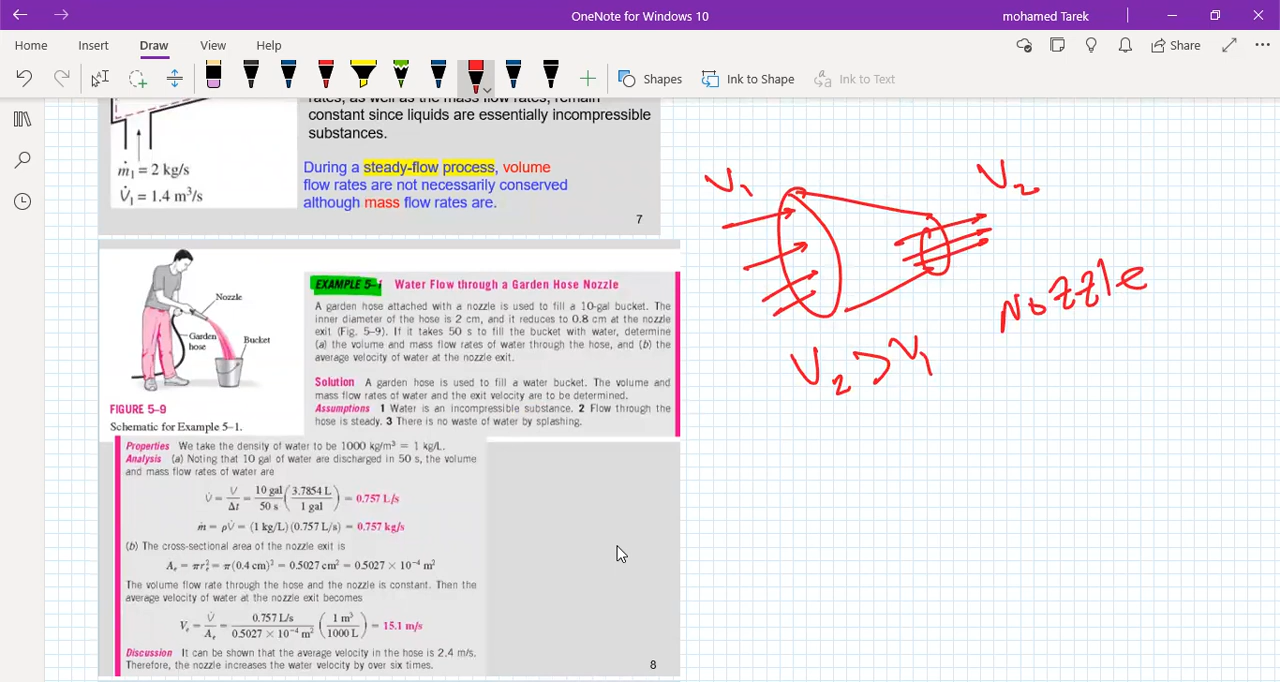 OneNote for Windows 10
mohamed Tarek
Home Insert Draw View Help
Share
Shapes Ink to Shape Ink to Text
rates, as well as the mass flow rates, remain
constant since liquids are essentially incompressible
substances.
ṁ₁ = 2 kg/s
V̇₁ = 1.4 m³/s
During a steady-flow process, volume
flow rates are not necessarily conserved
although mass flow rates are.
7
V₁
V₂
Nozzle
V₂ > V₁
Nozzle
Garden
hose
Bucket
FIGURE 5–9
Schematic for Example 5–1.
EXAMPLE 5–1 Water Flow through a Garden Hose Nozzle
A garden hose attached with a nozzle is used to fill a 10-gal bucket. The
inner diameter of the hose is 2 cm, and it reduces to 0.8 cm at the nozzle
exit (Fig. 5–9). If it takes 50 s to fill the bucket with water, determine
(a) the volume and mass flow rates of water through the hose, and (b) the
average velocity of water at the nozzle exit.
Solution A garden hose is used to fill a water bucket. The volume and
mass flow rates of water and the exit velocity are to be determined.
Assumptions 1 Water is an incompressible substance. 2 Flow through the
hose is steady. 3 There is no waste of water by splashing.
Properties We take the density of water to be 1000 kg/m³ = 1 kg/L.
Analysis (a) Noting that 10 gal of water are discharged in 50 s, the volume
and mass flow rates of water are
V̇ = V/Δt = 10 gal/50 s (3.7854 L/1 gal) = 0.757 L/s
ṁ = ρV̇ = (1 kg/L)(0.757 L/s) = 0.757 kg/s
(b) The cross-sectional area of the nozzle exit is
Aₑ = πrₑ² = π(0.4 cm)² = 0.5027 cm² = 0.5027 × 10⁻⁴ m²
The volume flow rate through the hose and the nozzle is constant. Then the
average velocity of water at the nozzle exit becomes
Vₑ = V̇/Aₑ = 0.757 L/s/0.5027 × 10⁻⁴ m² (1 m³/1000 L) = 15.1 m/s
Discussion It can be shown that the average velocity in the hose is 2.4 m/s.
Therefore, the nozzle increases the water velocity by over six times.
8